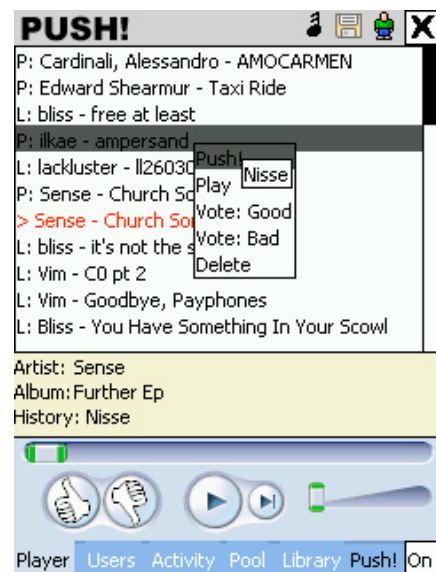 PUSH! X
P: Cardinali, Alessandro - AMOCARMEN
P: Edward Shearmur - Taxi Ride
L: bliss - free at least
P: ilkae - ampersand
L: lackluster - ll26030
P: Sense - Church So
> Sense - Church So
L: bliss - it's not the s
L: Vim - C0 pt 2
L: Vim - Goodbye, Payphones
L: Bliss - You Have Something In Your Scowl
Push!
Nisse
Play
Vote: Good
Vote: Bad
Delete
Artist: Sense
Album: Further Ep
History: Nisse
Player Users Activity Pool Library Push! On